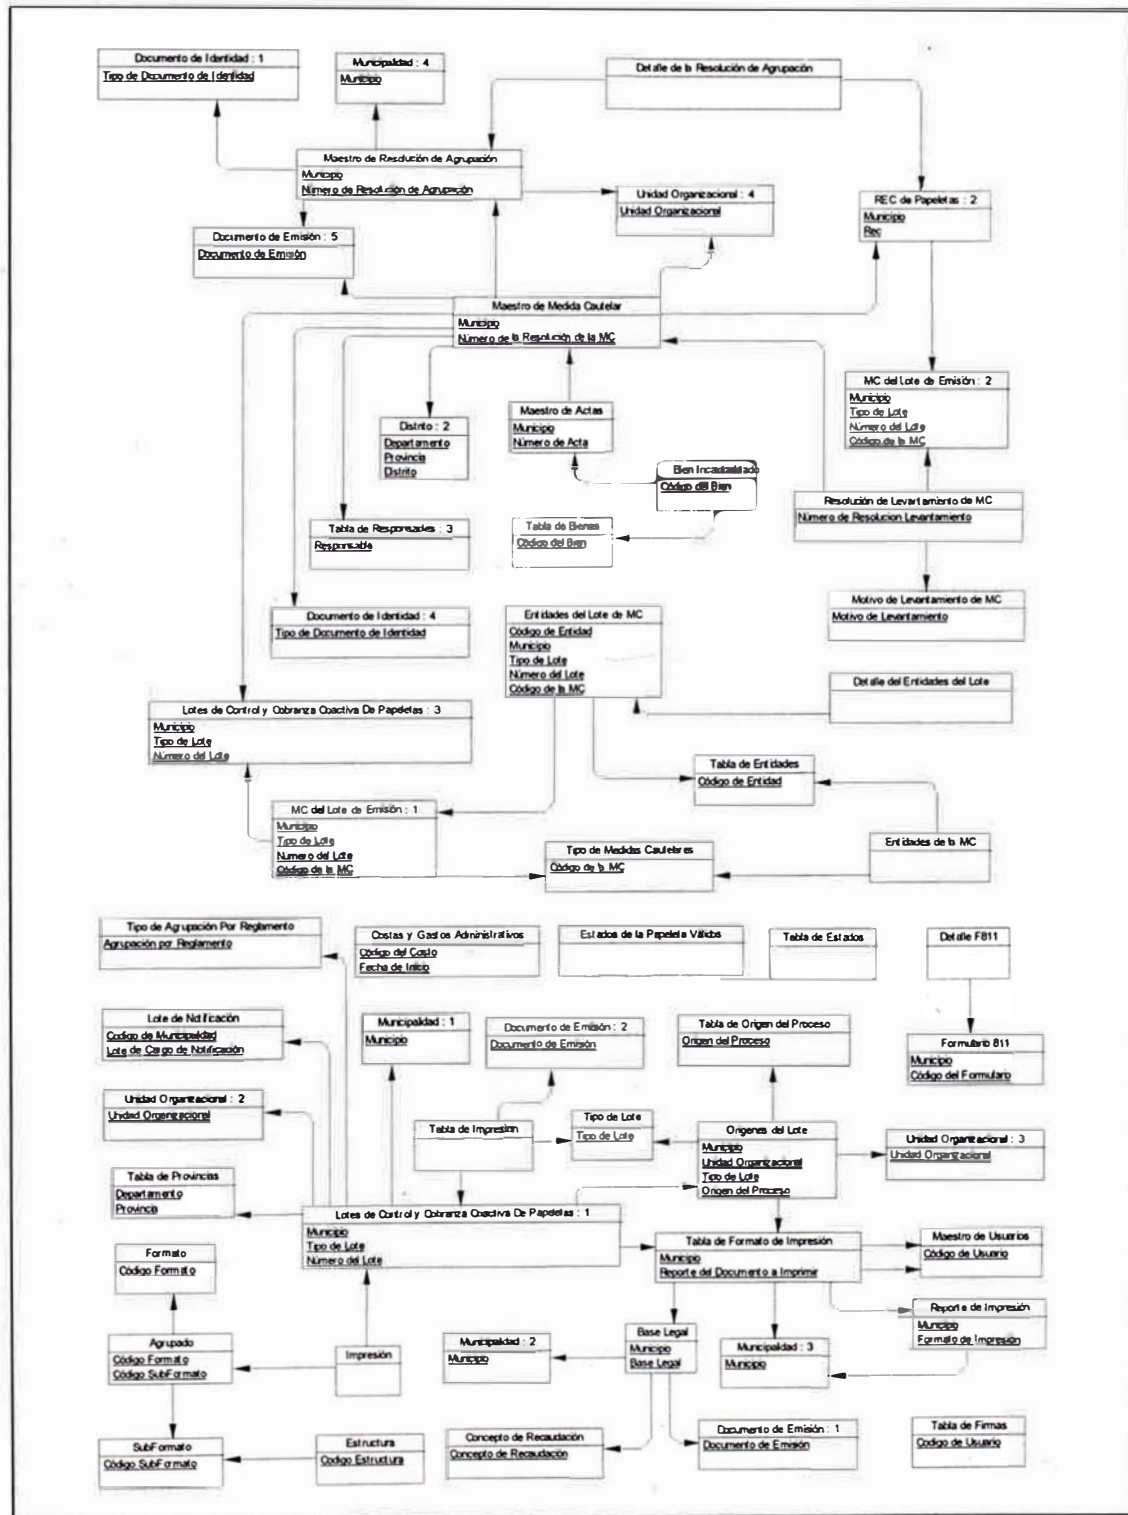 Documento de Identidad : 1
Tipo de Documento de Identidad
Municipalidad : 4
Municipio
Detalle de la Resolución de Agrupación
Maestro de Resolución de Agrupación
Municipio
Número de Resolución de Agrupación
Unidad Organizacional : 4
Unidad Organizacional
REC de Papeletas : 2
Municipio
Rec
Documento de Emisión : 5
Documento de Emisión
Maestro de Medida Cautelar
Municipio
Número de la Resolución de la MC
MC del Lote de Emisión : 2
Municipio
Tipo de Lote
Número del Lote
Código de la MC
Distrito : 2
Departamento
Provincia
Distrito
Maestro de Actas
Municipio
Número de Acta
Bien Incautado
Código del Bien
Resolución de Levantamiento de MC
Número de Resolucion Levantamiento
Tabla de Responsables : 3
Responsable
Tabla de Bienes
Código del Bien
Motivo de Levantamiento de MC
Motivo de Levantamiento
Documento de Identidad : 4
Tipo de Documento de Identidad
Entidades del Lote de MC
Código de Entidad
Municipio
Tipo de Lote
Número del Lote
Código de la MC
Detalle del Entidades del Lote
Lotes de Control y Cobranza Coactiva De Papeletas : 3
Municipio
Tipo de Lote
Número del Lote
Tabla de Entidades
Código de Entidad
MC del Lote de Emisión : 1
Municipio
Tipo de Lote
Número del Lote
Código de la MC
Tipo de Medidas Cautelares
Código de la MC
Entidades de la MC
Tipo de Agrupación Por Reglamento
Agrupación por Reglamento
Costas y Gastos Administrativos
Código del Costo
Fecha de Inicio
Estados de la Papeleta Válidos
Tabla de Estados
Detalle F811
Lote de Notificación
Codigo de Municipalidad
Lote de Cargo de Notificación
Municipalidad : 1
Municipio
Documento de Emisión : 2
Documento de Emisión
Tabla de Origen del Proceso
Origen del Proceso
Formulario 811
Municipio
Código del Formulario
Unidad Organizacional : 2
Unidad Organizacional
Tabla de Impresion
Tipo de Lote
Tipo de Lote
Origenes del Lote
Municipio
Unidad Organizacional
Tipo de Lote
Origen del Proceso
Unidad Organizacional : 3
Unidad Organizacional
Tabla de Provincias
Departamento
Provincia
Lotes de Control y Cobranza Coactiva De Papeletas : 1
Municipio
Tipo de Lote
Número del Lote
Tabla de Formato de Impresión
Municipio
Reporte del Documento a Imprimir
Maestro de Usuarios
Código de Usuario
Formato
Código Formato
Reporte de Impresión
Municipio
Formato de Impresión
Agrupado
Código Formato
Código SubFormato
Impresión
Municipalidad : 2
Municipio
Base Legal
Municipio
Base Legal
Municipalidad : 3
Municipio
SubFormato
Código SubFormato
Estructura
Codigo Estructura
Concepto de Recaudación
Concepto de Recaudación
Documento de Emisión : 1
Documento de Emisión
Tabla de Firmas
Codigo de Usuario